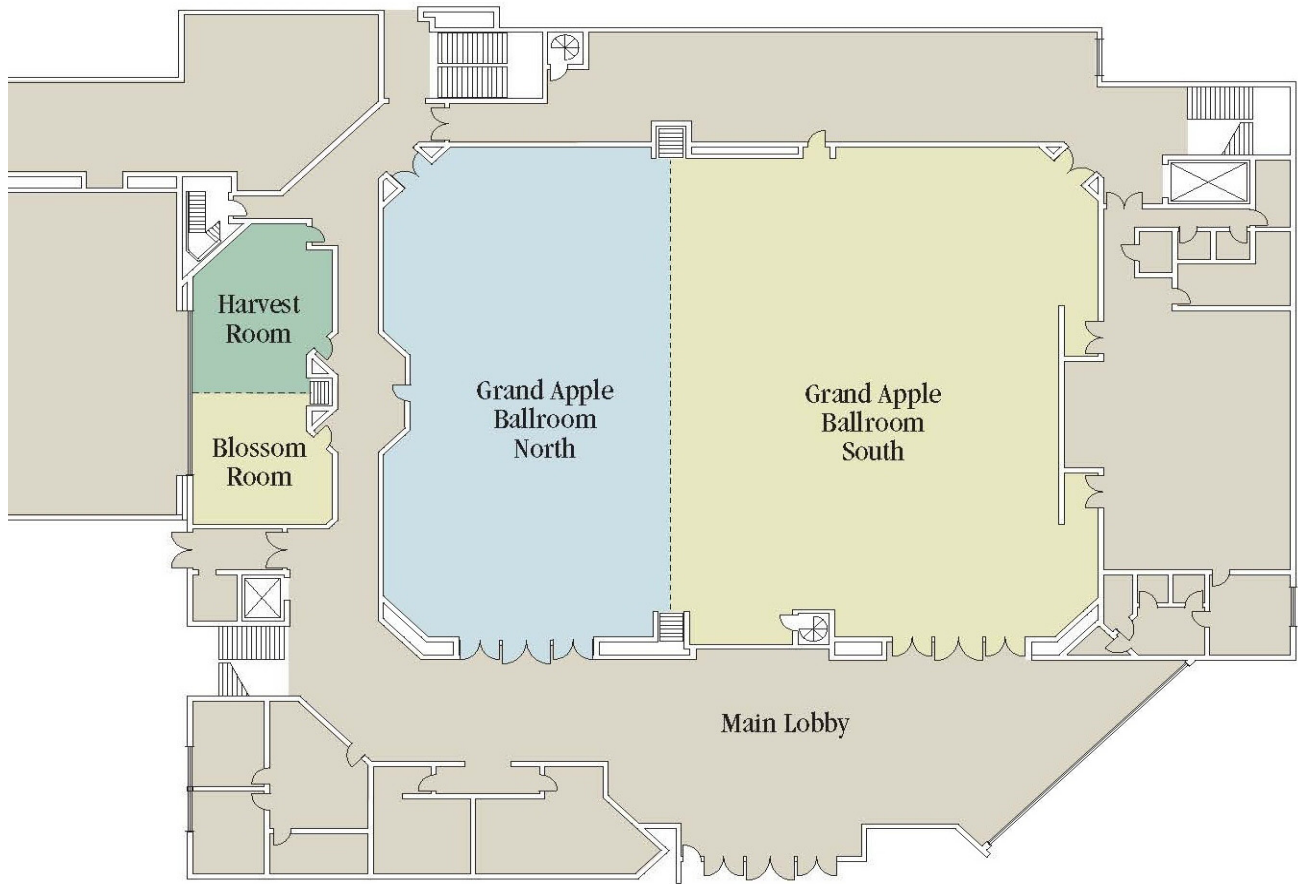 Harvest
Room
Blossom
Room
Grand Apple
Ballroom
North
Grand Apple
Ballroom
South
Main Lobby